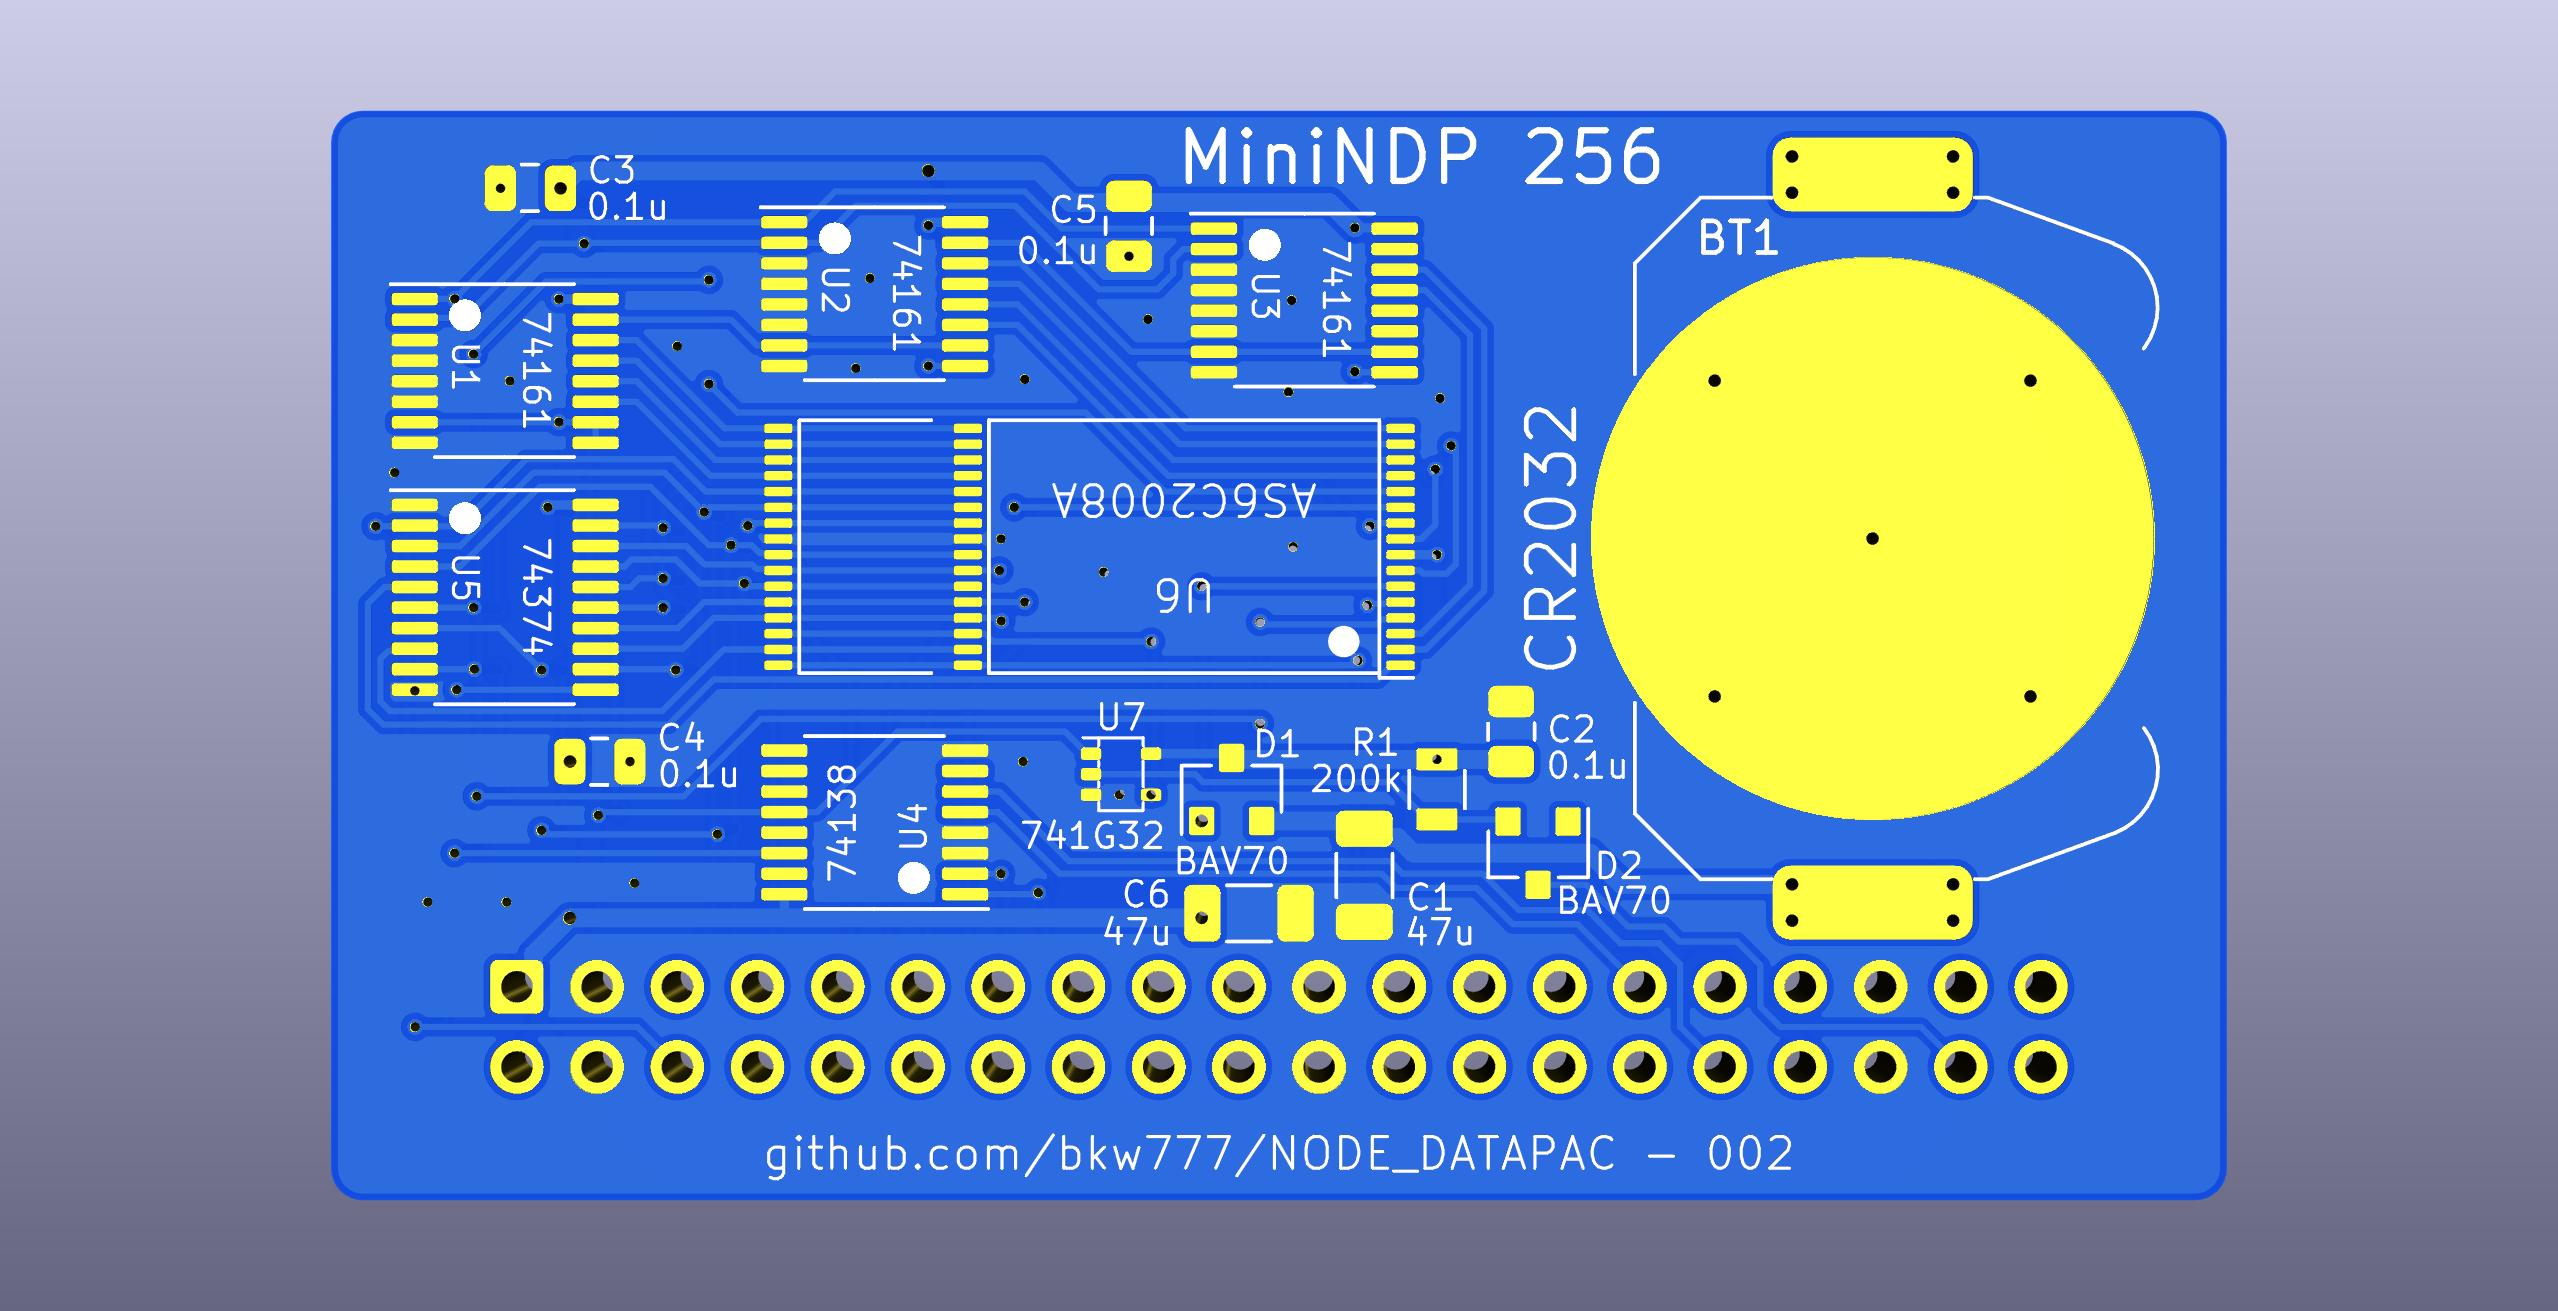 MiniNDP 256
C3
0.1u
C5
0.1u
BT1
U2
74161
U3
74161
U1
74161
CR2032
AS6C2008A
U6
U5
74374
C4
0.1u
U7
741G32
D1
BAV70
R1
200k
C2
0.1u
74138
U4
D2
BAV70
C6
47u
C1
47u
github.com/bkw777/NODE_DATAPAC - 002